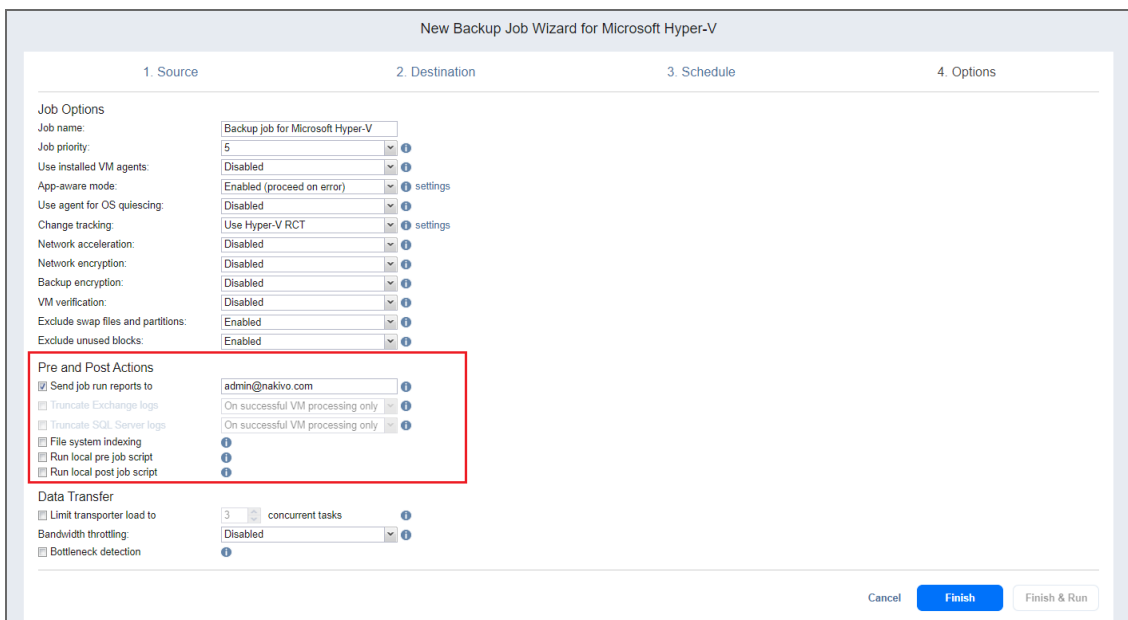 New Backup Job Wizard for Microsoft Hyper-V
1. Source 2. Destination 3. Schedule 4. Options
Job Options
Job name: Backup job for Microsoft Hyper-V
Job priority: 5
Use installed VM agents: Disabled
App-aware mode: Enabled (proceed on error) settings
Use agent for OS quiescing: Disabled
Change tracking: Use Hyper-V RCT settings
Network acceleration: Disabled
Network encryption: Disabled
Backup encryption: Disabled
VM verification: Disabled
Exclude swap files and partitions: Enabled
Exclude unused blocks: Enabled
Pre and Post Actions
Send job run reports to admin@nakivo.com
Truncate Exchange logs On successful VM processing only
Truncate SQL Server logs On successful VM processing only
File system indexing
Run local pre job script
Run local post job script
Data Transfer
Limit transporter load to 3 concurrent tasks
Bandwidth throttling: Disabled
Bottleneck detection
Cancel Finish Finish & Run